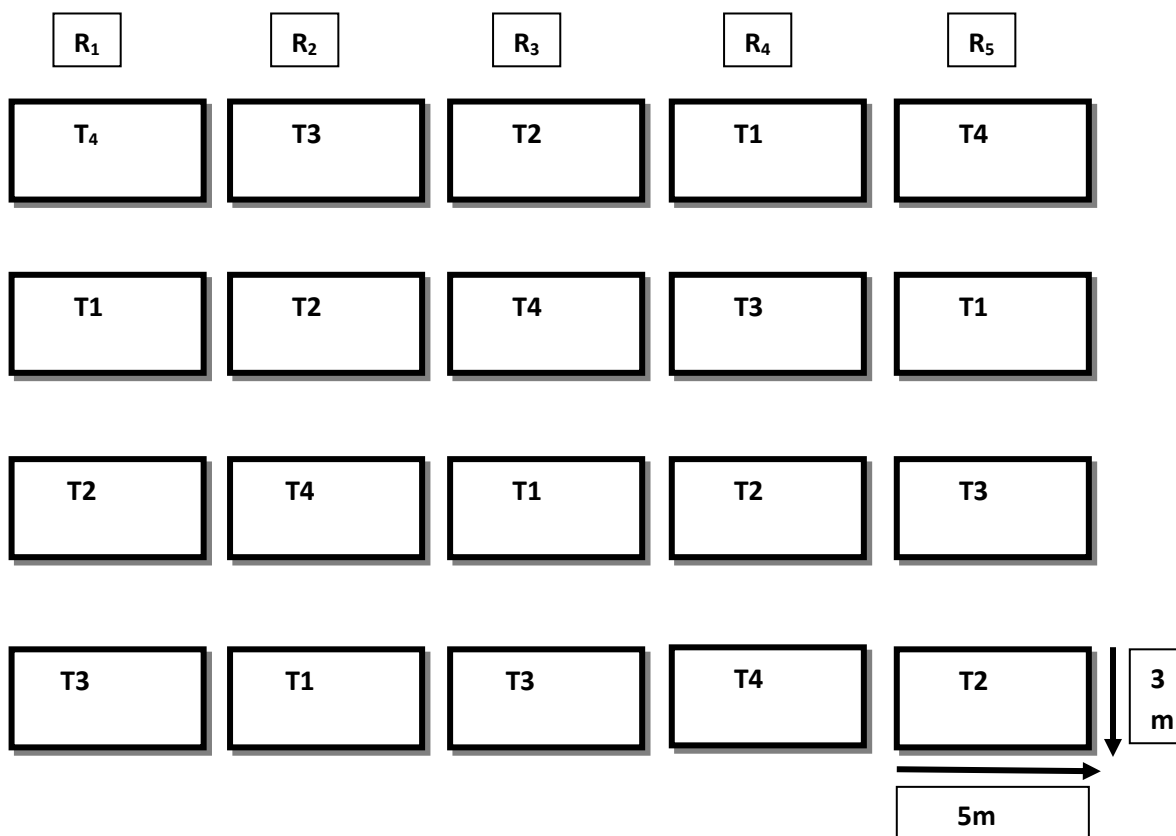 R₁ R₂ R₃ R₄ R₅
T₄ T3 T2 T1 T4
T1 T2 T4 T3 T1
T2 T4 T1 T2 T3
T3 T1 T3 T4 T2
3
m
5m